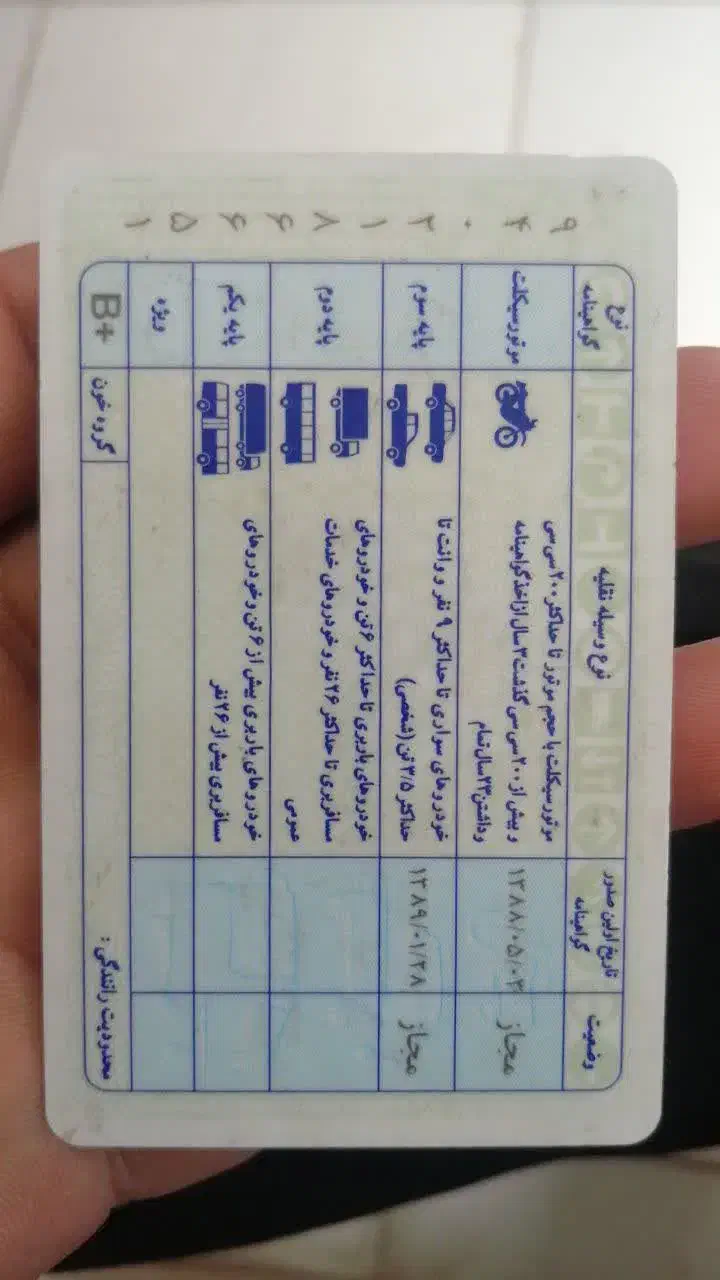 وضعیت
تاریخ اولین صدور
گواهینامه
نوع وسیله نقلیه
نوع
گواهینامه
مجاز
۱۳۸۸/۰۵/۰۳
موتورسیکلت با حجم موتور تا حداکثر ۲۰۰ سی سی
و بیش از ۲۰۰ سی سی گذشت ۲ سال از اخذ گواهینامه
و داشتن ۲۳ سال تمام
موتورسیکلت
مجاز
۱۳۸۹/۰۱/۲۸
خودروهای سواری تا حداکثر ۹ نفر و وانت تا
حداکثر ۳/۵ تن (شخصی)
پایه سوم
خودروهای باربری تا حداکثر ۶ تن و خودروهای
مسافربری تا حداکثر ۲۶ نفر و خودروهای خدمات
عمومی
پایه دوم
خودروهای باربری بیش از ۶ تن و خودروهای
مسافربری بیش از ۲۶ نفر
پایه یکم
ویژه
محدودیت رانندگی :
گروه خون
B+